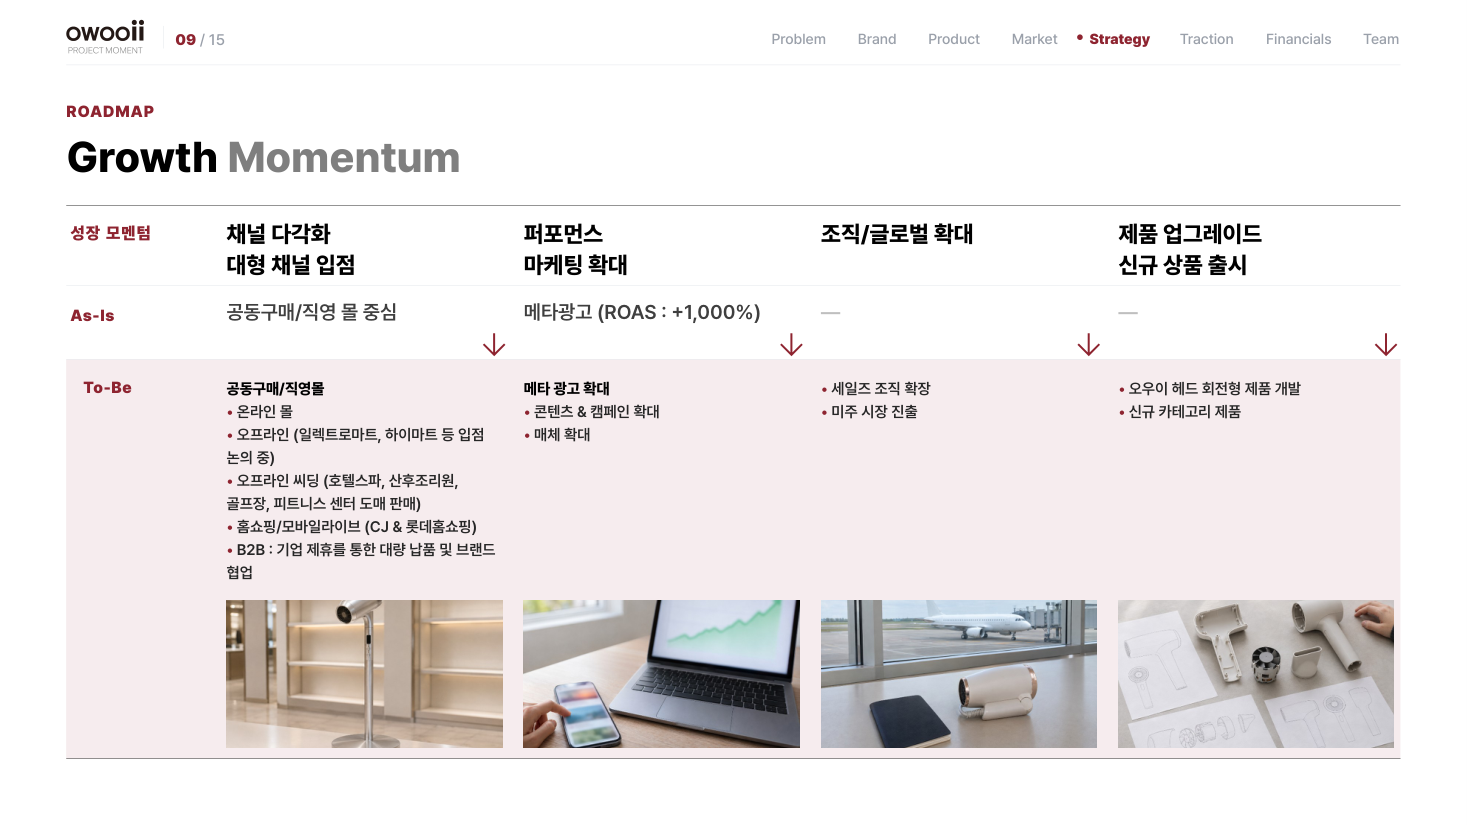 owooii
PROJECT MOMENT
09 / 15
Problem Brand Product Market • Strategy Traction Financials Team
ROADMAP
Growth Momentum
성장 모멘텀
채널 다각화
대형 채널 입점
퍼포먼스
마케팅 확대
조직/글로벌 확대
제품 업그레이드
신규 상품 출시
As-Is
공동구매/직영 몰 중심
메타광고 (ROAS : +1,000%)
—
—
To-Be
공동구매/직영몰
• 온라인 몰
• 오프라인 (일렉트로마트, 하이마트 등 입점
논의 중)
• 오프라인 씨딩 (호텔스파, 산후조리원,
골프장, 피트니스 센터 도매 판매)
• 홈쇼핑/모바일라이브 (CJ & 롯데홈쇼핑)
• B2B : 기업 제휴를 통한 대량 납품 및 브랜드
협업
메타 광고 확대
• 콘텐츠 & 캠페인 확대
• 매체 확대
• 세일즈 조직 확장
• 미주 시장 진출
• 오우이 헤드 회전형 제품 개발
• 신규 카테고리 제품